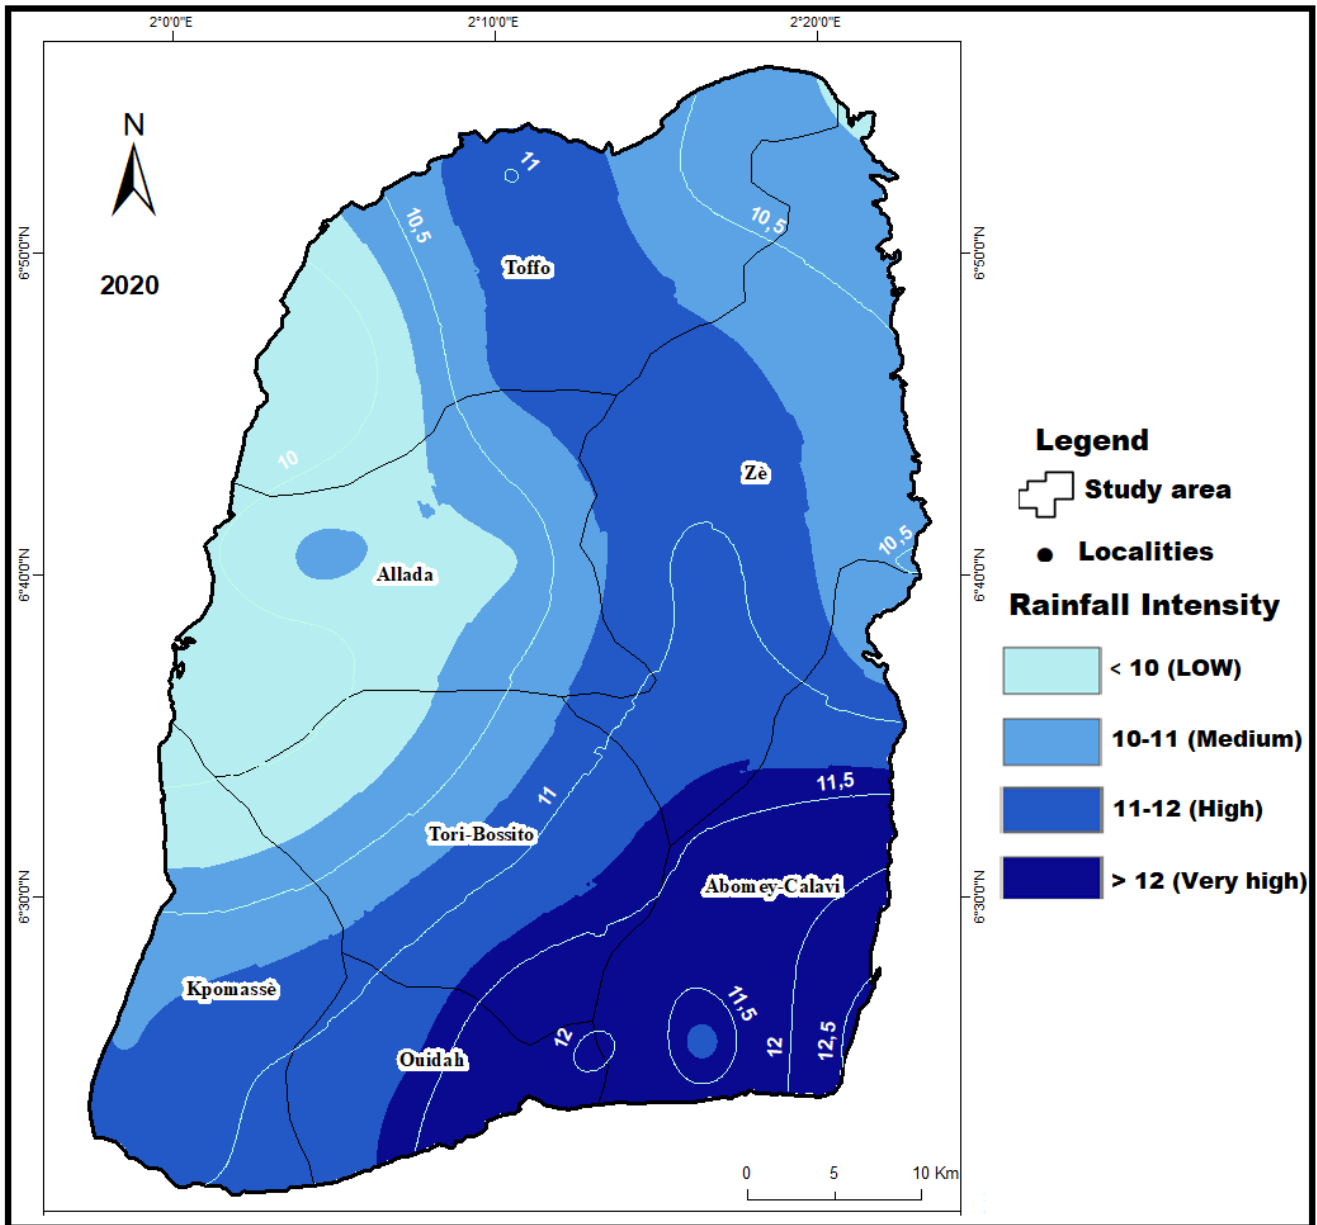 2°0'0"E
2°10'0"E
2°20'0"E
N
2020
6°50'0"N
6°50'0"N
11
10,5
10,5
Toffo
10
Zè
10,5
6°40'0"N
6°40'0"N
Allada
11
11,5
Tori-Bossito
Abomey-Calavi
6°30'0"N
6°30'0"N
Kpomassè
11,5
12
12
12,5
Ouidah
0 5 10 Km
Legend
Study area
Localities
Rainfall Intensity
< 10 (LOW)
10-11 (Medium)
11-12 (High)
> 12 (Very high)